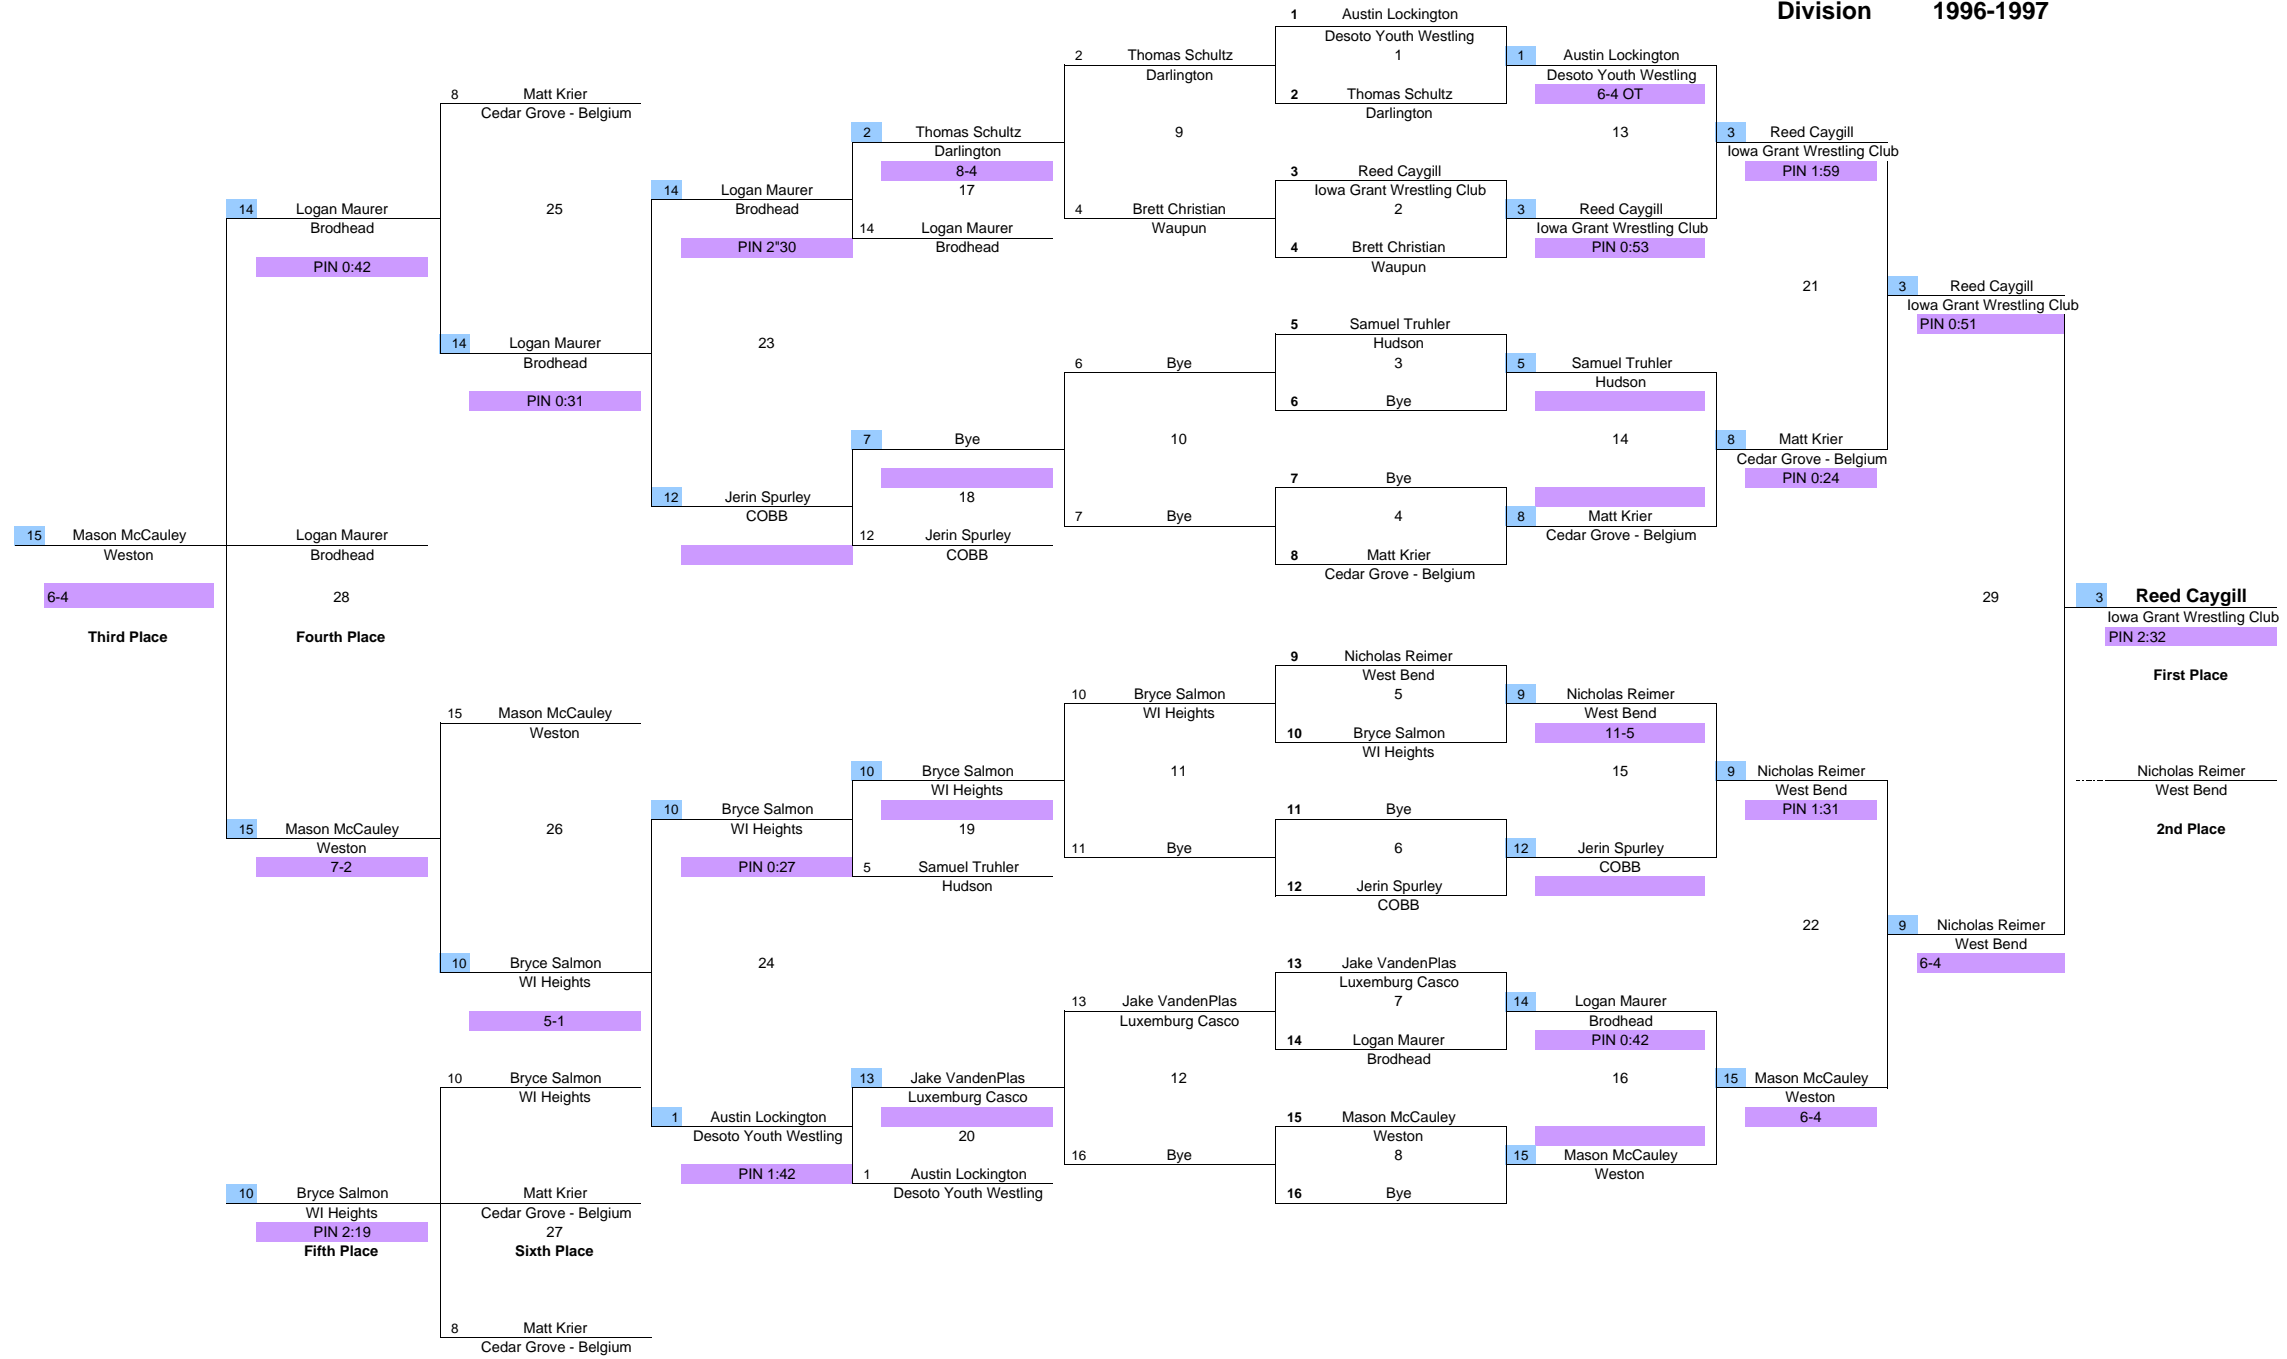 Division 1996-1997
1 Austin Lockington
Desoto Youth Westling
2 Thomas Schultz 1 1 Austin Lockington
Darlington Desoto Youth Westling
8 Matt Krier 2 Thomas Schultz 6-4 OT
Cedar Grove - Belgium Darlington
2 Thomas Schultz 9 13 3 Reed Caygill
Darlington Iowa Grant Wrestling Club
8-4 3 Reed Caygill PIN 1:59
14 Logan Maurer 17 Iowa Grant Wrestling Club
14 Logan Maurer 25 Brodhead 4 Brett Christian 2 3 Reed Caygill
Brodhead 14 Logan Maurer Waupun Iowa Grant Wrestling Club
PIN 2"30 Brodhead 4 Brett Christian PIN 0:53
PIN 0:42 Waupun
21 3 Reed Caygill
Iowa Grant Wrestling Club
5 Samuel Truhler PIN 0:51
14 Logan Maurer 23 Hudson
Brodhead 6 Bye 3 5 Samuel Truhler
Hudson
PIN 0:31 6 Bye
7 Bye 10 14 8 Matt Krier
Cedar Grove - Belgium
7 Bye PIN 0:24
12 Jerin Spurley 18
COBB 7 Bye 4 8 Matt Krier
15 Mason McCauley Logan Maurer 12 Jerin Spurley Cedar Grove - Belgium
Weston Brodhead COBB 8 Matt Krier
Cedar Grove - Belgium
6-4 28 29 3 Reed Caygill
Iowa Grant Wrestling Club
Third Place Fourth Place PIN 2:32
9 Nicholas Reimer
West Bend First Place
10 Bryce Salmon 5 9 Nicholas Reimer
15 Mason McCauley WI Heights West Bend
Weston 10 Bryce Salmon 11-5
WI Heights
10 Bryce Salmon 11 15 9 Nicholas Reimer Nicholas Reimer
WI Heights West Bend West Bend
10 Bryce Salmon 11 Bye PIN 1:31
15 Mason McCauley 26 WI Heights 19 2nd Place
Weston 11 Bye 6 12 Jerin Spurley
7-2 PIN 0:27 5 Samuel Truhler COBB
Hudson 12 Jerin Spurley
COBB
22 9 Nicholas Reimer
West Bend
10 Bryce Salmon 24 13 Jake VandenPlas 6-4
WI Heights Luxemburg Casco
13 Jake VandenPlas 7 14 Logan Maurer
5-1 Luxemburg Casco Brodhead
14 Logan Maurer PIN 0:42
Brodhead
10 Bryce Salmon 13 Jake VandenPlas 12 16 15 Mason McCauley
WI Heights Luxemburg Casco Weston
1 Austin Lockington 15 Mason McCauley 6-4
Desoto Youth Westling 20 Weston
16 Bye 8 15 Mason McCauley
PIN 1:42 1 Austin Lockington Weston
10 Bryce Salmon Matt Krier Desoto Youth Westling 16 Bye
WI Heights Cedar Grove - Belgium
PIN 2:19 27
Fifth Place Sixth Place
8 Matt Krier
Cedar Grove - Belgium